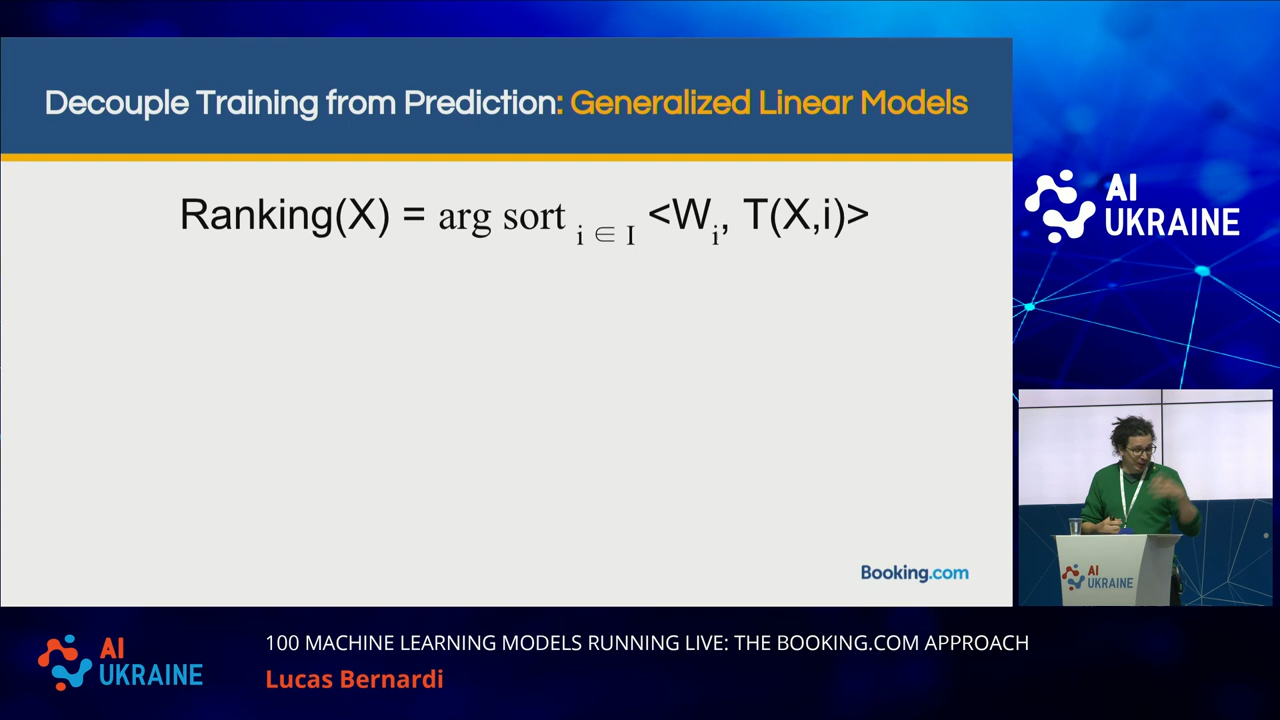 Decouple Training from Prediction: Generalized Linear Models
Ranking(X) = arg sort i ∈ I <Wi, T(X,i)>
Booking.com
AI
UKRAINE
AI
UKRAINE
AI
UKRAINE
100 MACHINE LEARNING MODELS RUNNING LIVE: THE BOOKING.COM APPROACH
Lucas Bernardi